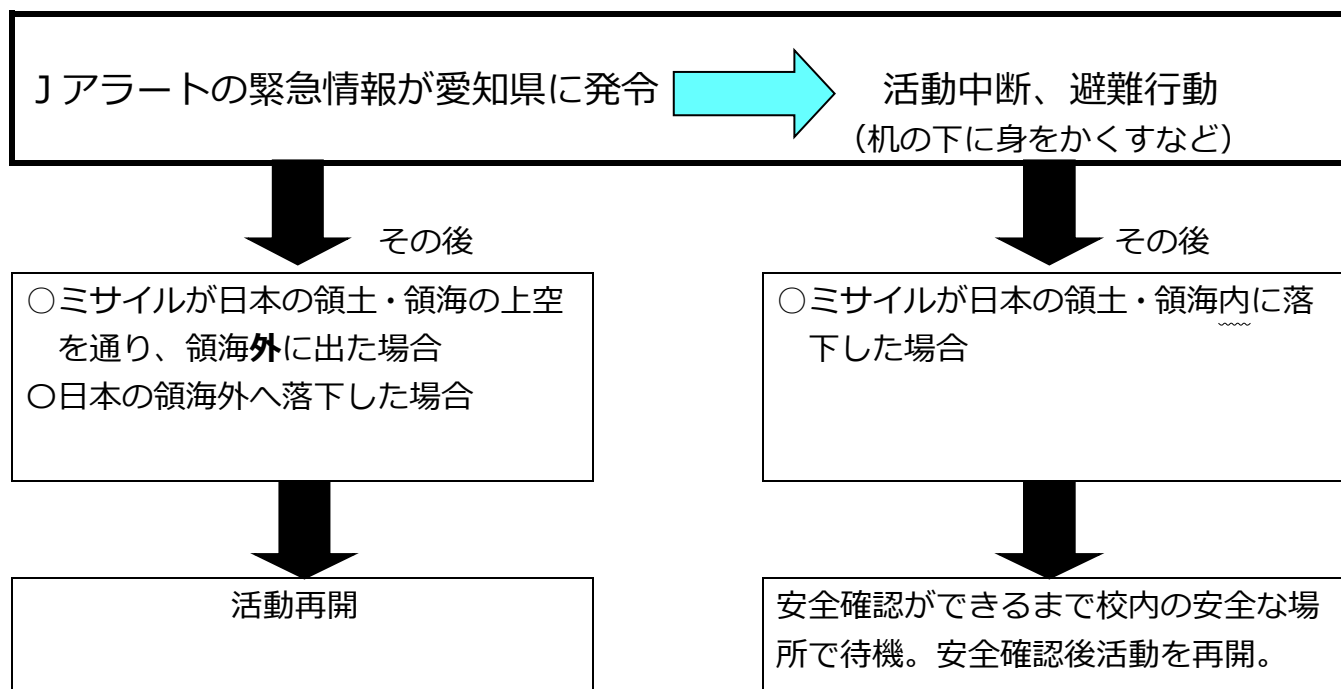 Jアラートの緊急情報が愛知県に発令
活動中断、避難行動
（机の下に身をかくすなど）
その後
その後
○ミサイルが日本の領土・領海の上空
を通り、領海外に出た場合
〇日本の領海外へ落下した場合
○ミサイルが日本の領土・領海内に落
下した場合
活動再開
安全確認ができるまで校内の安全な場
所で待機。安全確認後活動を再開。